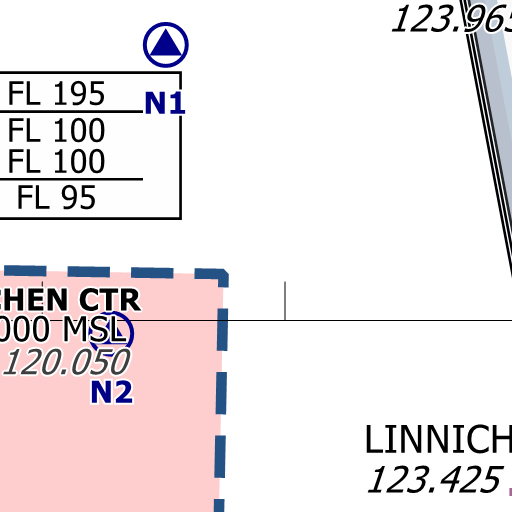 123.965
FL 195
N1
FL 100
FL 100
FL 95
CHEN CTR
000 MSL
120.050
N2
LINNICH
123.425